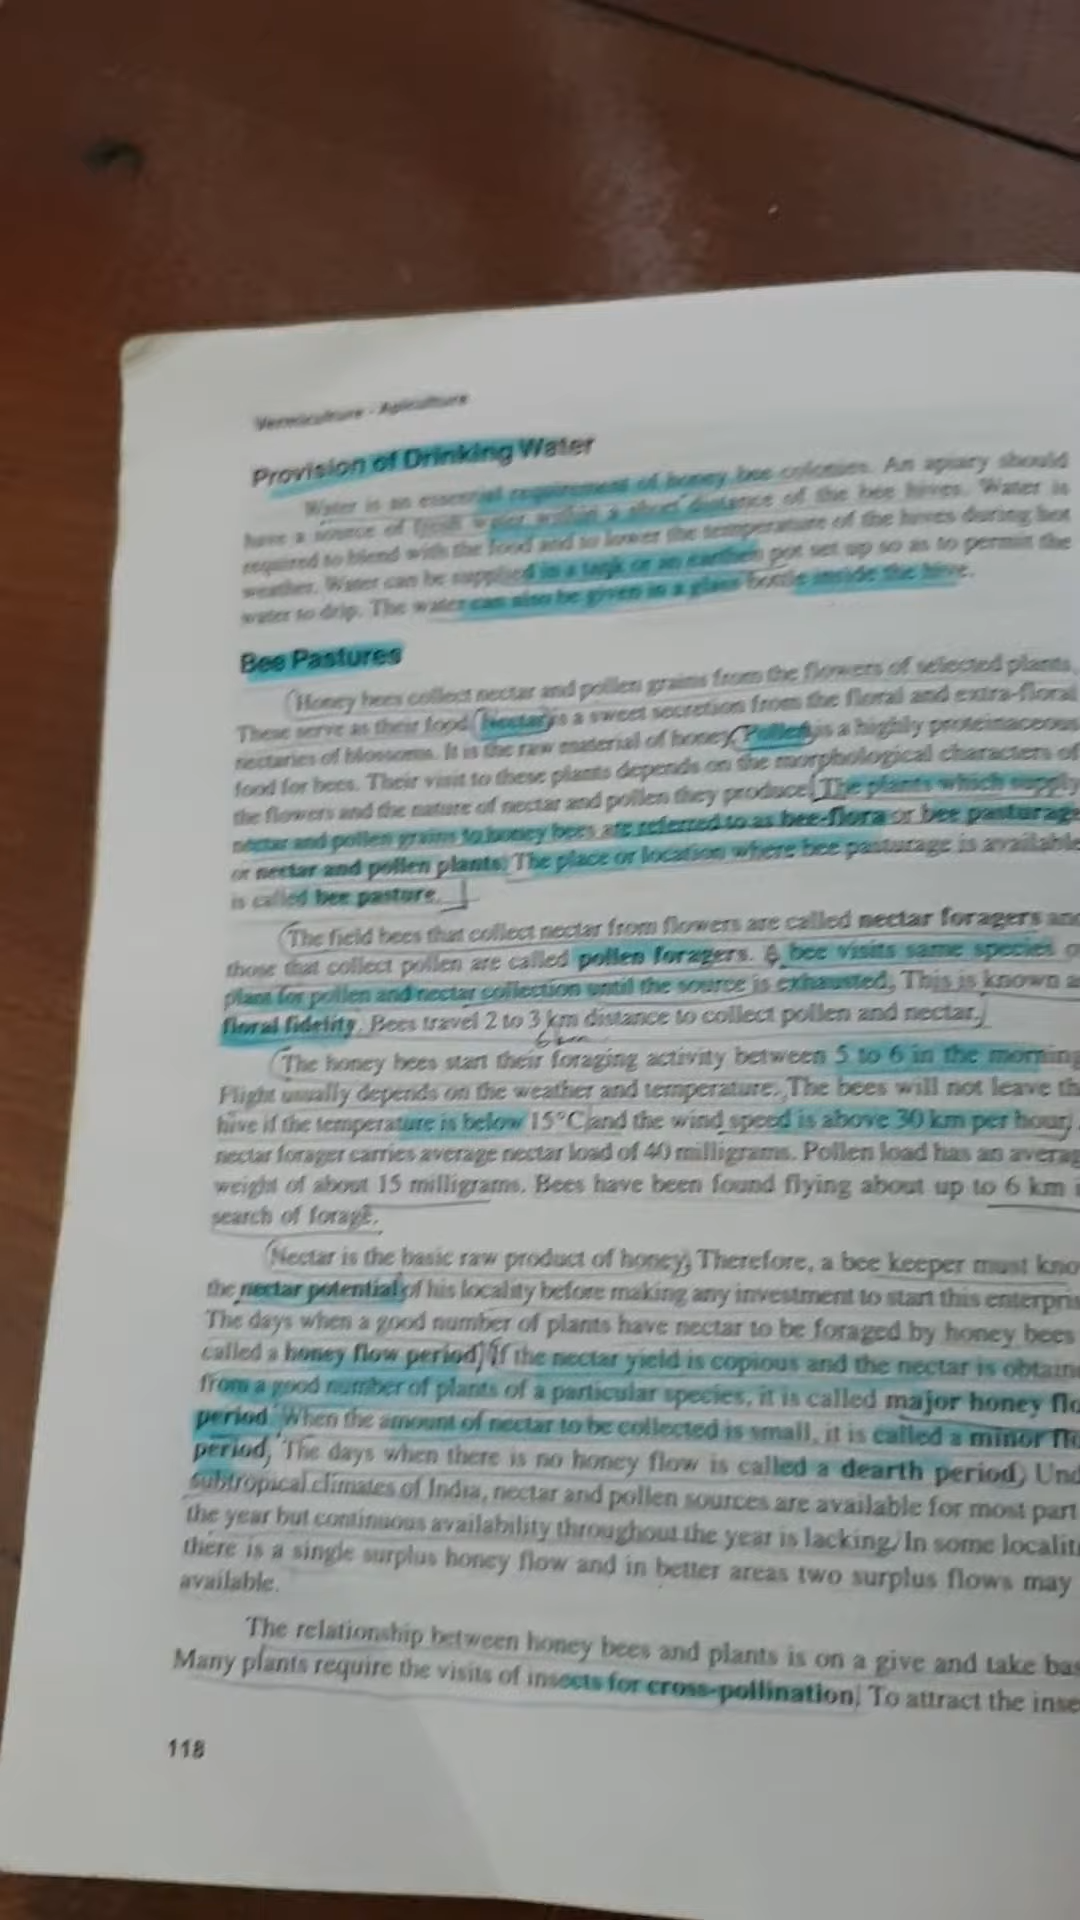 Vermiculture - Apiculture
Provision of Drinking Water
Water is an essential requirement of honey bee colonies. An apiary should
have a source of fresh water within a short distance of the bee hives. Water is
required to blend with the food and to lower the temperature of the hives during hot
weather. Water can be supplied in a tank or an earthen pot set up so as to permit the
water to drip. The water can also be given in a glass bottle inside the hive.
Bee Pastures
Honey bees collect nectar and pollen grains from the flowers of selected plants.
These serve as their food. Nectar is a sweet secretion from the floral and extra-floral
nectaries of blossoms. It is the raw material of honey. Pollen is a highly proteinaceous
food for bees. Their visit to these plants depends on the morphological characters of
the flowers and the nature of nectar and pollen they produce. The plants which supply
nectar and pollen grains to honey bees are referred to as bee-flora or bee pasturage
or nectar and pollen plants. The place or location where bee pasturage is available
is called bee pasture.
The field bees that collect nectar from flowers are called nectar foragers and
those that collect pollen are called pollen foragers. A bee visits same species o
plant for pollen and nectar collection until the source is exhausted. This is known a
floral fidelity. Bees travel 2 to 3 km distance to collect pollen and nectar.
6 km
The honey bees start their foraging activity between 5 to 6 in the morning
Flight usually depends on the weather and temperature. The bees will not leave th
hive if the temperature is below 15°C and the wind speed is above 30 km per hour.
nectar forager carries average nectar load of 40 milligrams. Pollen load has an averag
weight of about 15 milligrams. Bees have been found flying about up to 6 km i
search of forage.
Nectar is the basic raw product of honey. Therefore, a bee keeper must kno
the nectar potential of his locality before making any investment to start this enterpris
The days when a good number of plants have nectar to be foraged by honey bees
called a honey flow period. If the nectar yield is copious and the nectar is obtaine
from a good number of plants of a particular species, it is called major honey flo
period. When the amount of nectar to be collected is small, it is called a minor flo
period. The days when there is no honey flow is called a dearth period. Und
subtropical climates of India, nectar and pollen sources are available for most part
the year but continuous availability throughout the year is lacking. In some localiti
there is a single surplus honey flow and in better areas two surplus flows may
available.
The relationship between honey bees and plants is on a give and take bas
Many plants require the visits of insects for cross-pollination. To attract the inse
118